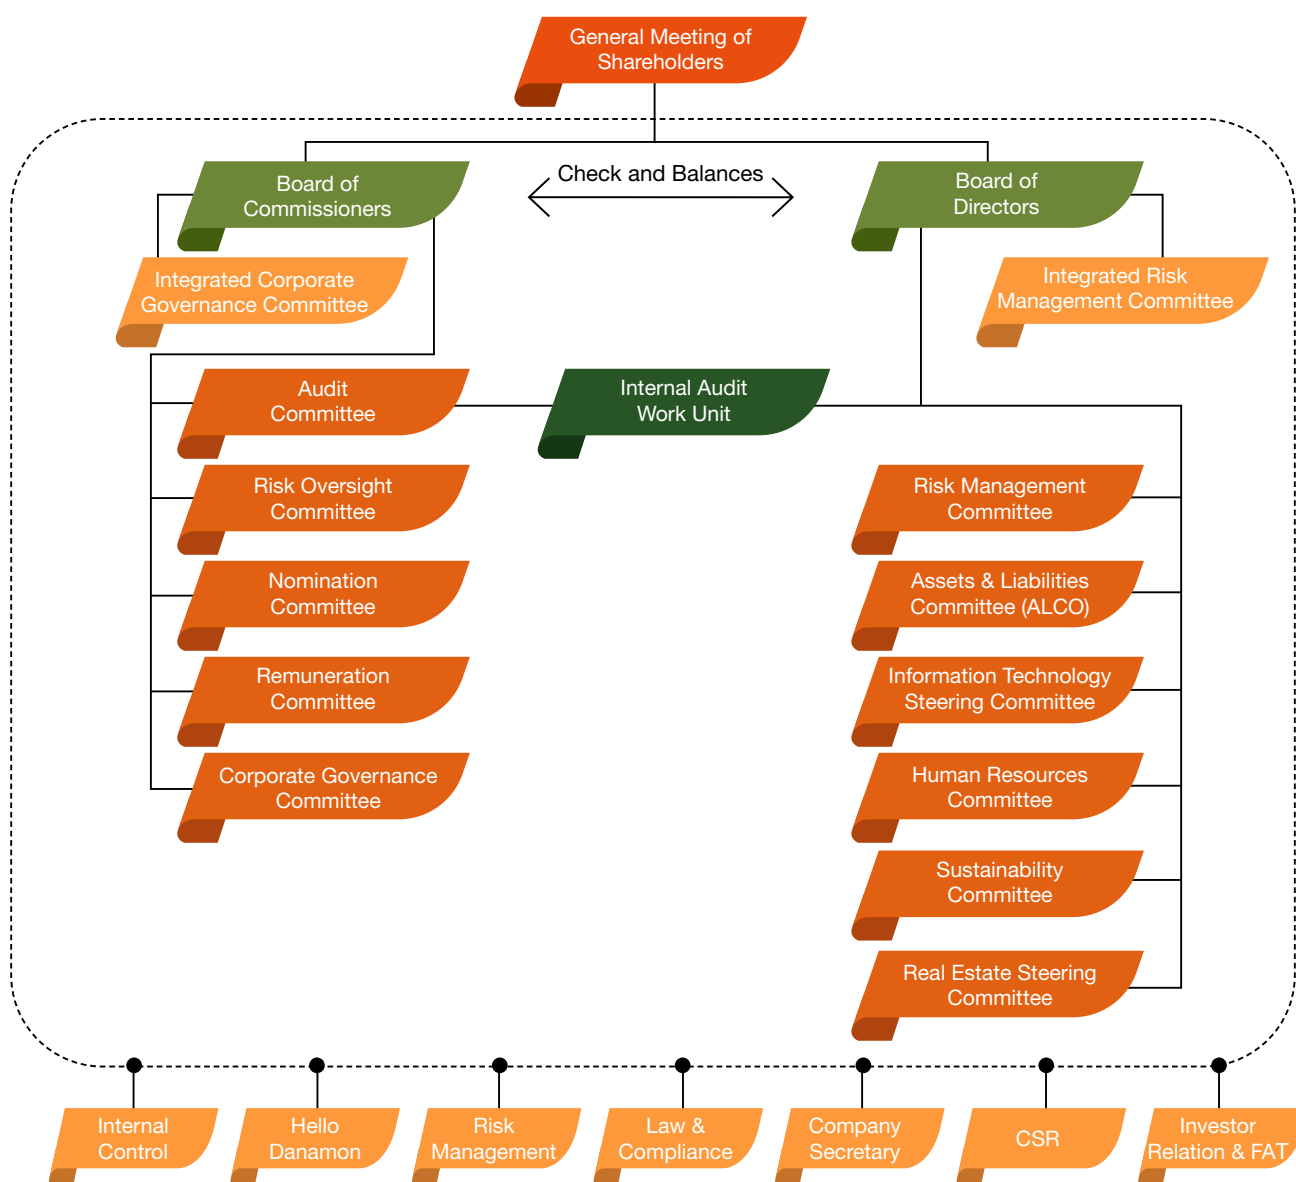 General Meeting of
Shareholders
Board of
Commissioners
Check and Balances
Board of
Directors
Integrated Corporate
Governance Committee
Integrated Risk
Management Committee
Audit
Committee
Internal Audit
Work Unit
Risk Oversight
Committee
Risk Management
Committee
Nomination
Committee
Assets & Liabilities
Committee (ALCO)
Remuneration
Committee
Information Technology
Steering Committee
Corporate Governance
Committee
Human Resources
Committee
Sustainability
Committee
Real Estate Steering
Committee
Internal
Control
Hello
Danamon
Risk
Management
Law &
Compliance
Company
Secretary
CSR
Investor
Relation & FAT